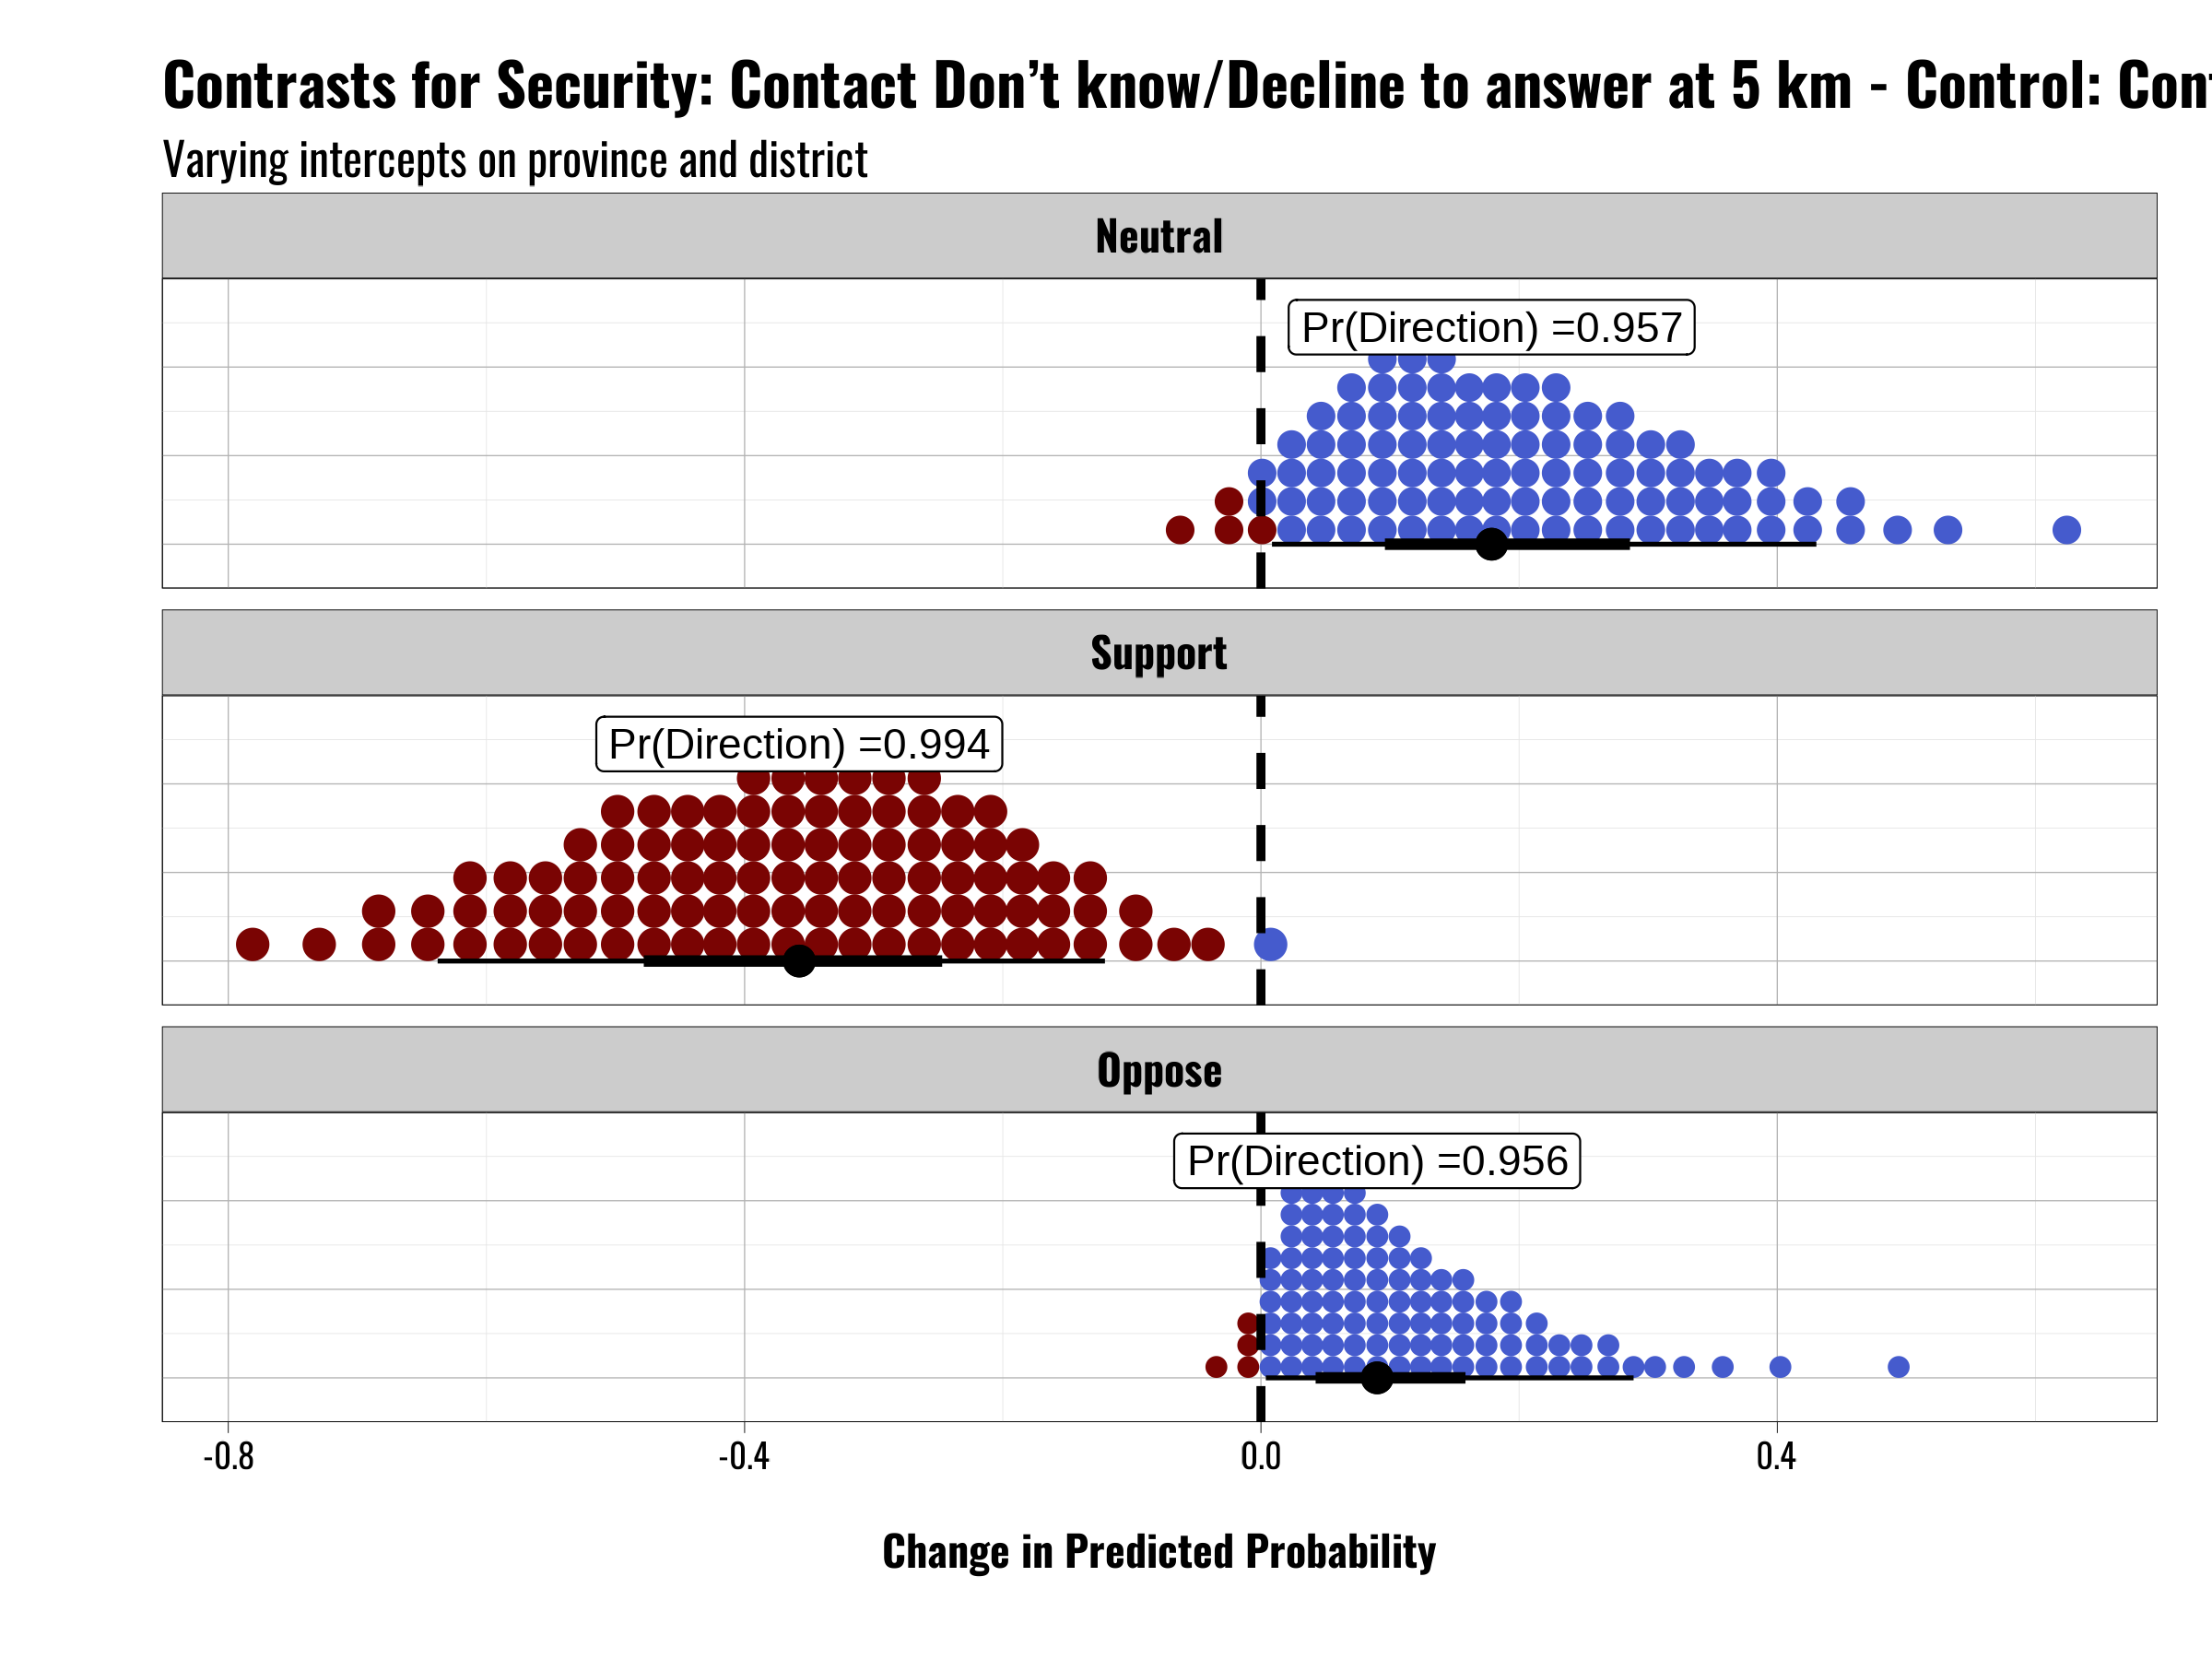 Contrasts for Security: Contact Don’t know/Decline to answer at 5 km - Control: Con
Varying intercepts on province and district
Neutral
Pr(Direction) =0.957
Support
Pr(Direction) =0.994
Oppose
Pr(Direction) =0.956
-0.8 -0.4 0.0 0.4
Change in Predicted Probability